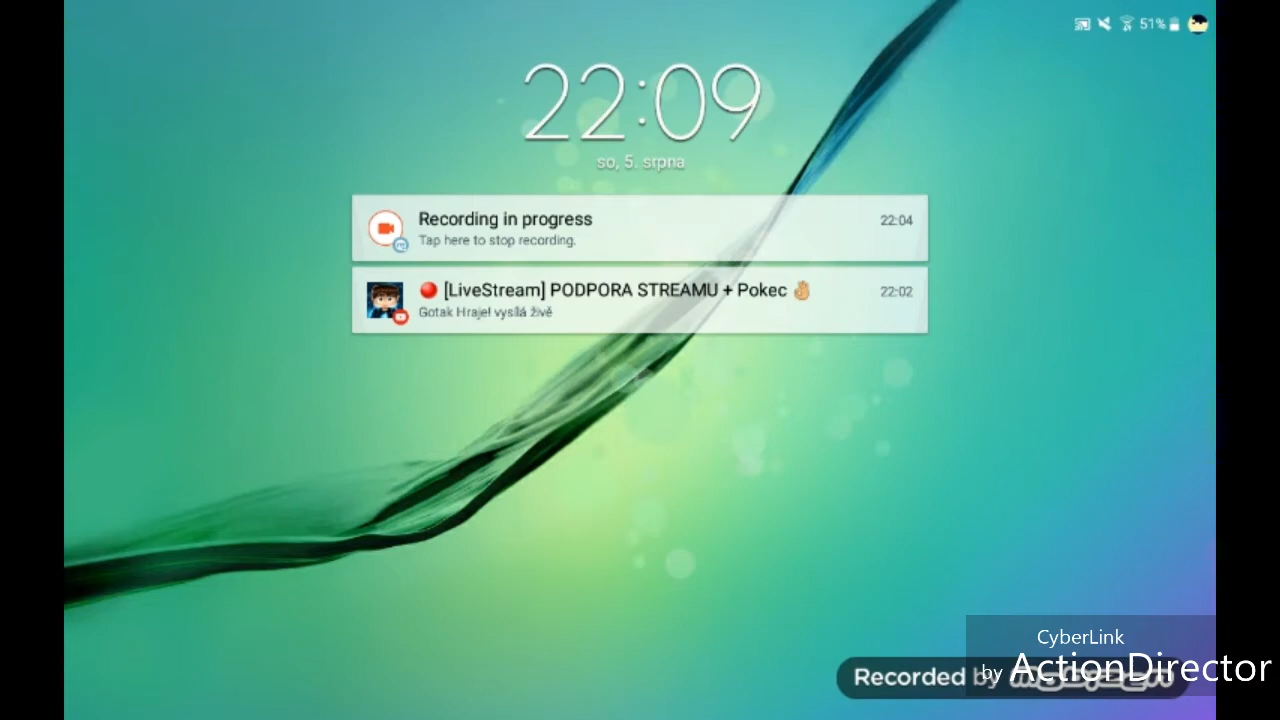 51%
22:09
so, 5. srpna
Recording in progress
22:04
Tap here to stop recording.
[LiveStream] PODPORA STREAMU + Pokec
22:02
Gotak Hraje! vysílá živě
CyberLink
by ActionDirector
Recorded by